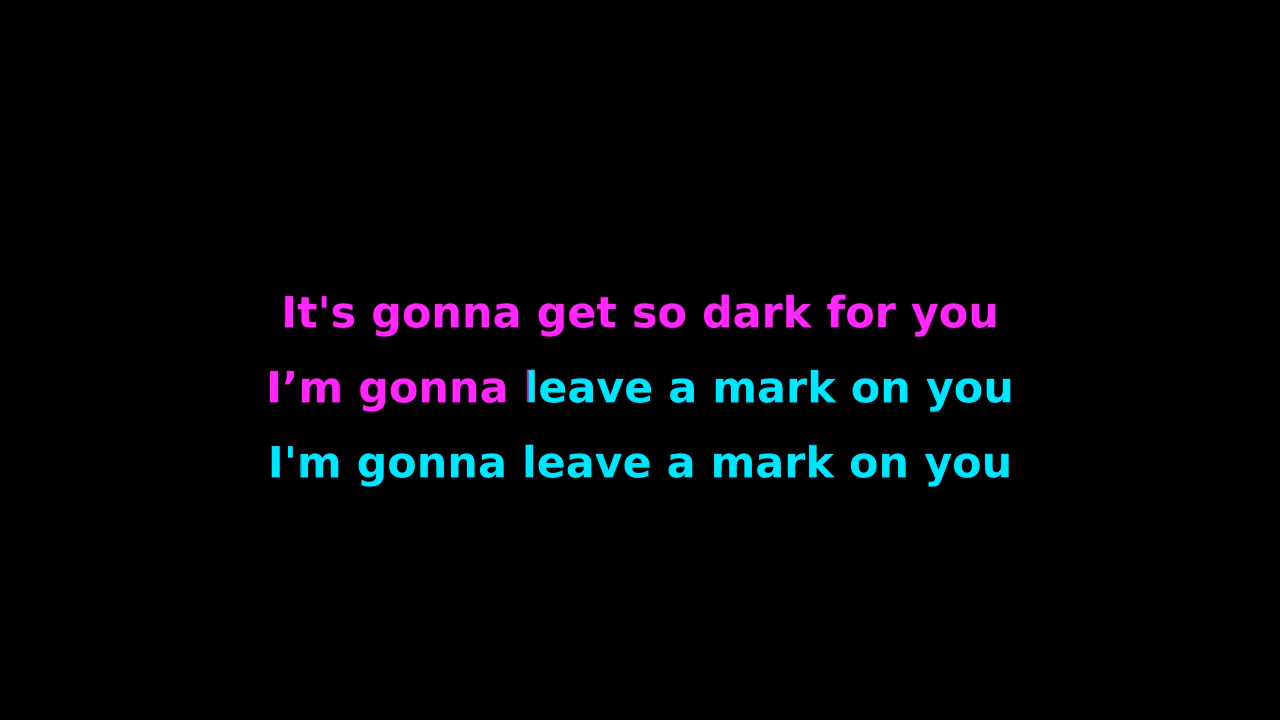 It's gonna get so dark for you
I’m gonna leave a mark on you
I'm gonna leave a mark on you